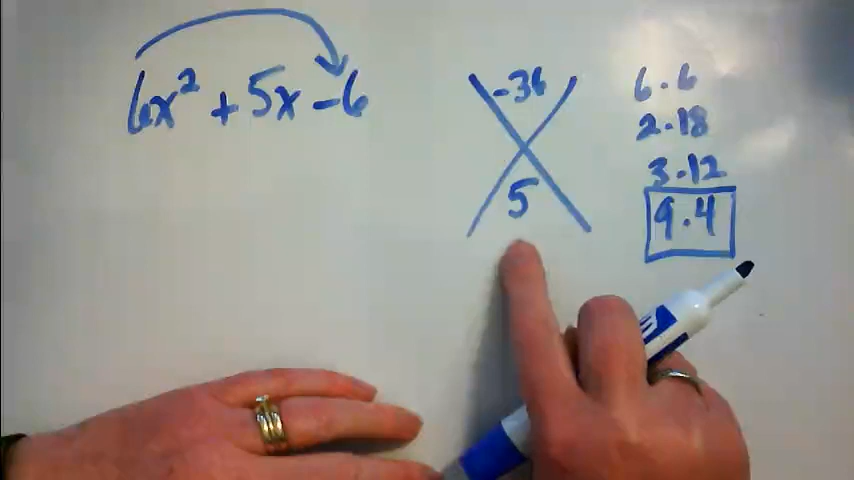 6x² + 5x - 6
-36
5
6 · 6
2 · 18
3 · 12
9 · 4